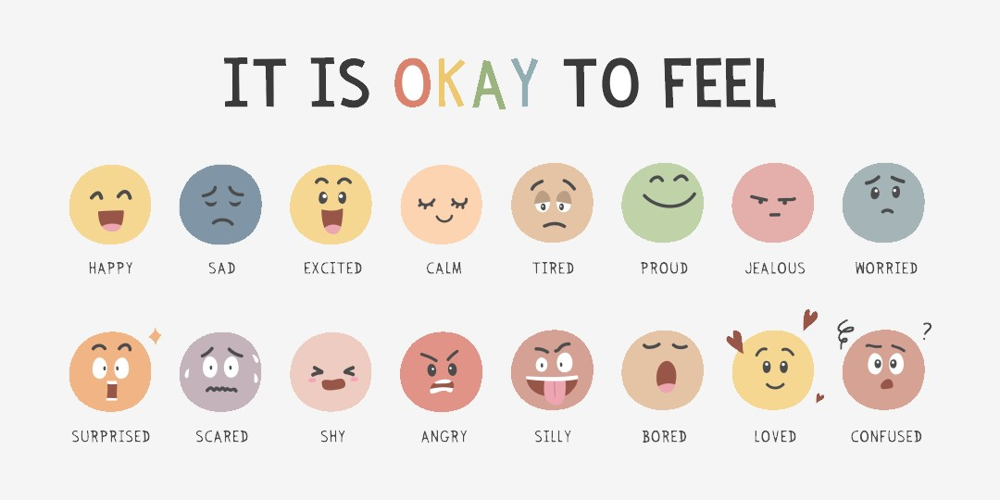 IT IS OKAY TO FEEL
HAPPY SAD EXCITED CALM TIRED PROUD JEALOUS WORRIED
?
SURPRISED SCARED SHY ANGRY SILLY BORED LOVED CONFUSED